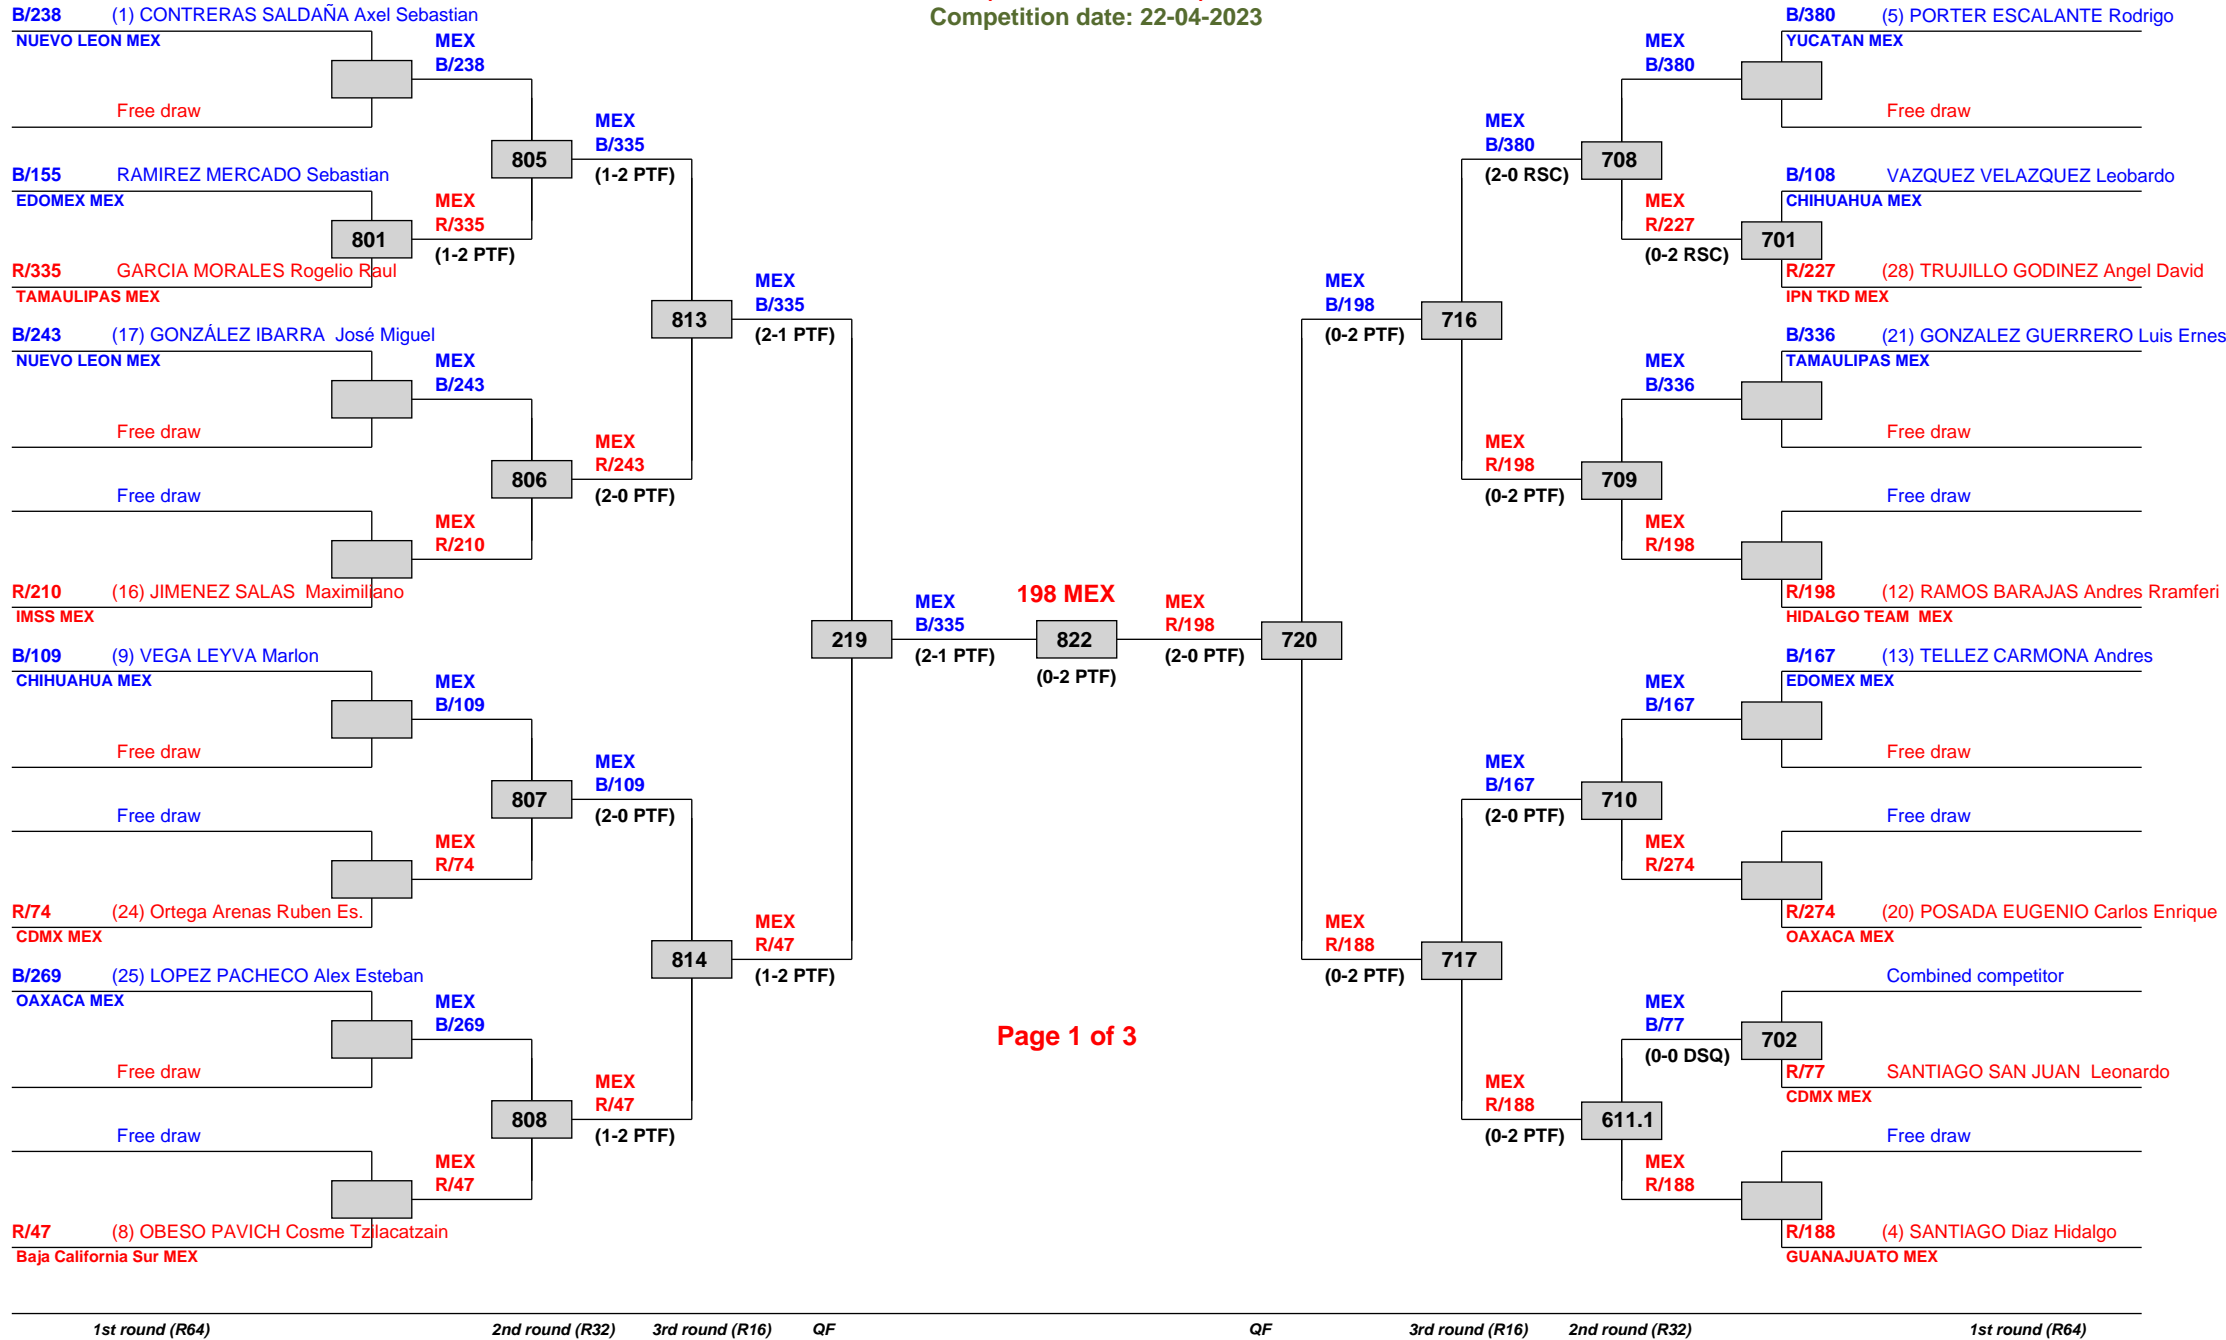 Competition date: 22-04-2023
B/238 (1) CONTRERAS SALDAÑA Axel Sebastian
NUEVO LEON MEX
MEX
B/238
Free draw
MEX
B/335
805
(1-2 PTF)
B/155 RAMIREZ MERCADO Sebastian
EDOMEX MEX
MEX
R/335
801
(1-2 PTF)
R/335 GARCIA MORALES Rogelio Raul
TAMAULIPAS MEX
MEX
B/335
813
(2-1 PTF)
B/243 (17) GONZÁLEZ IBARRA José Miguel
NUEVO LEON MEX
MEX
B/243
Free draw
MEX
R/243
806
(2-0 PTF)
Free draw
MEX
R/210
R/210 (16) JIMENEZ SALAS Maximiliano
IMSS MEX
MEX
B/335
219
(2-1 PTF)
B/109 (9) VEGA LEYVA Marlon
CHIHUAHUA MEX
MEX
B/109
Free draw
MEX
B/109
807
(2-0 PTF)
Free draw
MEX
R/74
R/74 (24) Ortega Arenas Ruben Es.
CDMX MEX
MEX
R/47
814
(1-2 PTF)
B/269 (25) LOPEZ PACHECO Alex Esteban
OAXACA MEX
MEX
B/269
Free draw
MEX
R/47
808
(1-2 PTF)
Free draw
MEX
R/47
R/47 (8) OBESO PAVICH Cosme Tzilacatzain
Baja California Sur MEX
198 MEX
822
(0-2 PTF)
Page 1 of 3
B/380 (5) PORTER ESCALANTE Rodrigo
YUCATAN MEX
MEX
B/380
Free draw
MEX
B/380
708
(2-0 RSC)
B/108 VAZQUEZ VELAZQUEZ Leobardo
CHIHUAHUA MEX
MEX
R/227
701
(0-2 RSC)
R/227 (28) TRUJILLO GODINEZ Angel David
IPN TKD MEX
MEX
B/198
716
(0-2 PTF)
B/336 (21) GONZALEZ GUERRERO Luis Ernes
TAMAULIPAS MEX
MEX
B/336
Free draw
MEX
R/198
709
(0-2 PTF)
Free draw
MEX
R/198
R/198 (12) RAMOS BARAJAS Andres Rramferi
HIDALGO TEAM MEX
MEX
R/198
720
(2-0 PTF)
B/167 (13) TELLEZ CARMONA Andres
EDOMEX MEX
MEX
B/167
Free draw
MEX
B/167
710
(2-0 PTF)
Free draw
MEX
R/274
R/274 (20) POSADA EUGENIO Carlos Enrique
OAXACA MEX
MEX
R/188
717
(0-2 PTF)
Combined competitor
MEX
B/77
702
(0-0 DSQ)
R/77 SANTIAGO SAN JUAN Leonardo
CDMX MEX
MEX
R/188
611.1
(0-2 PTF)
Free draw
MEX
R/188
R/188 (4) SANTIAGO Diaz Hidalgo
GUANAJUATO MEX
1st round (R64) 2nd round (R32) 3rd round (R16) QF QF 3rd round (R16) 2nd round (R32) 1st round (R64)